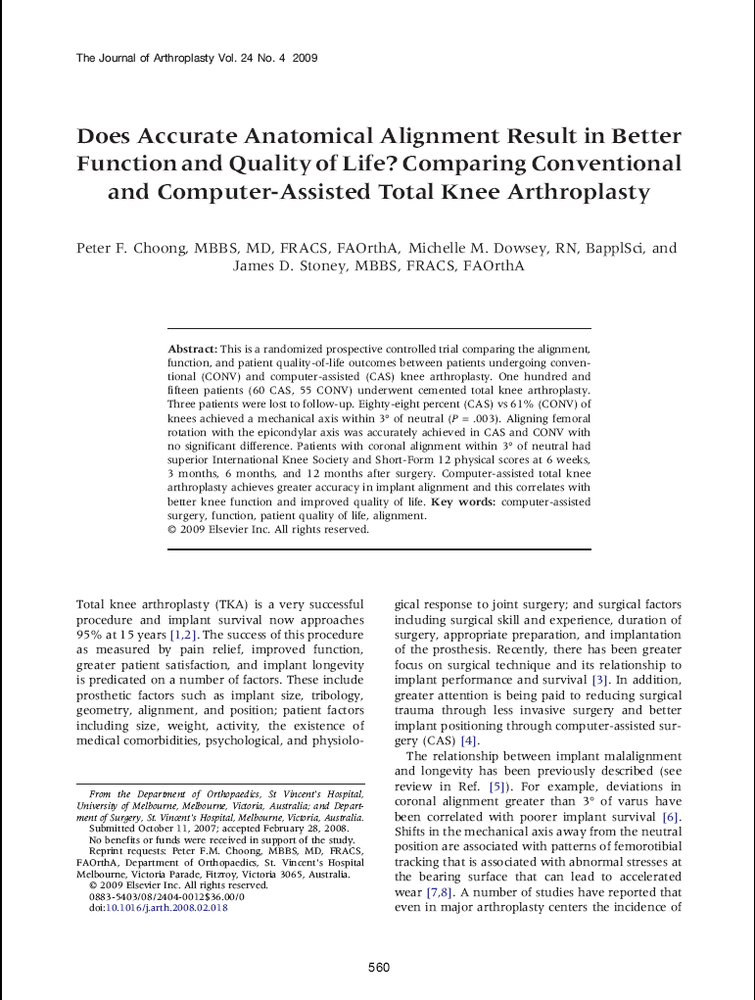 The Journal of Arthroplasty Vol. 24 No. 4 2009
Does Accurate Anatomical Alignment Result in Better
Function and Quality of Life? Comparing Conventional
and Computer-Assisted Total Knee Arthroplasty
Peter F. Choong, MBBS, MD, FRACS, FAOrthA, Michelle M. Dowsey, RN, BapplSci, and
James D. Stoney, MBBS, FRACS, FAOrthA
Abstract: This is a randomized prospective controlled trial comparing the alignment,
function, and patient quality-of-life outcomes between patients undergoing conven-
tional (CONV) and computer-assisted (CAS) knee arthroplasty. One hundred and
fifteen patients (60 CAS, 55 CONV) underwent cemented total knee arthroplasty.
Three patients were lost to follow-up. Eighty-eight percent (CAS) vs 61% (CONV) of
knees achieved a mechanical axis within 3° of neutral (P = .003). Aligning femoral
rotation with the epicondylar axis was accurately achieved in CAS and CONV with
no significant difference. Patients with coronal alignment within 3° of neutral had
superior International Knee Society and Short-Form 12 physical scores at 6 weeks,
3 months, 6 months, and 12 months after surgery. Computer-assisted total knee
arthroplasty achieves greater accuracy in implant alignment and this correlates with
better knee function and improved quality of life. Key words: computer-assisted
surgery, function, patient quality of life, alignment.
© 2009 Elsevier Inc. All rights reserved.
Total knee arthroplasty (TKA) is a very successful
procedure and implant survival now approaches
95% at 15 years [1,2]. The success of this procedure
as measured by pain relief, improved function,
greater patient satisfaction, and implant longevity
is predicated on a number of factors. These include
prosthetic factors such as implant size, tribology,
geometry, alignment, and position; patient factors
including size, weight, activity, the existence of
medical comorbidities, psychological, and physiolo-
From the Department of Orthopaedics, St Vincent's Hospital,
University of Melbourne, Melbourne, Victoria, Australia; and Depart-
ment of Surgery, St. Vincent's Hospital, Melbourne, Victoria, Australia.
Submitted October 11, 2007; accepted February 28, 2008.
No benefits or funds were received in support of the study.
Reprint requests: Peter F.M. Choong, MBBS, MD, FRACS,
FAOrthA, Department of Orthopaedics, St. Vincent's Hospital
Melbourne, Victoria Parade, Fitzroy, Victoria 3065, Australia.
© 2009 Elsevier Inc. All rights reserved.
0883-5403/08/2404-0012$36.00/0
doi:10.1016/j.arth.2008.02.018
gical response to joint surgery; and surgical factors
including surgical skill and experience, duration of
surgery, appropriate preparation, and implantation
of the prosthesis. Recently, there has been greater
focus on surgical technique and its relationship to
implant performance and survival [3]. In addition,
greater attention is being paid to reducing surgical
trauma through less invasive surgery and better
implant positioning through computer-assisted sur-
gery (CAS) [4].
The relationship between implant malalignment
and longevity has been previously described (see
review in Ref. [5]). For example, deviations in
coronal alignment greater than 3° of varus have
been correlated with poorer implant survival [6].
Shifts in the mechanical axis away from the neutral
position are associated with patterns of femorotibial
tracking that is associated with abnormal stresses at
the bearing surface that can lead to accelerated
wear [7,8]. A number of studies have reported that
even in major arthroplasty centers the incidence of
560